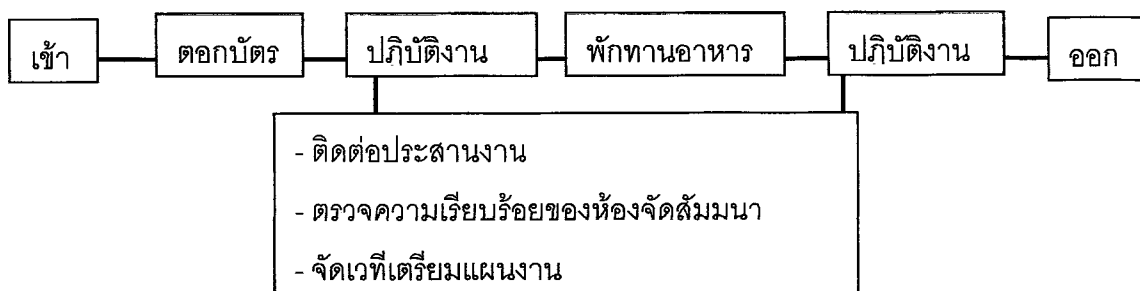 เข้า ตอกบัตร ปฏิบัติงาน พักทานอาหาร ปฏิบัติงาน ออก
- ติดต่อประสานงาน
- ตรวจความเรียบร้อยของห้องจัดสัมมนา
- จัดเวทีเตรียมแผนงาน